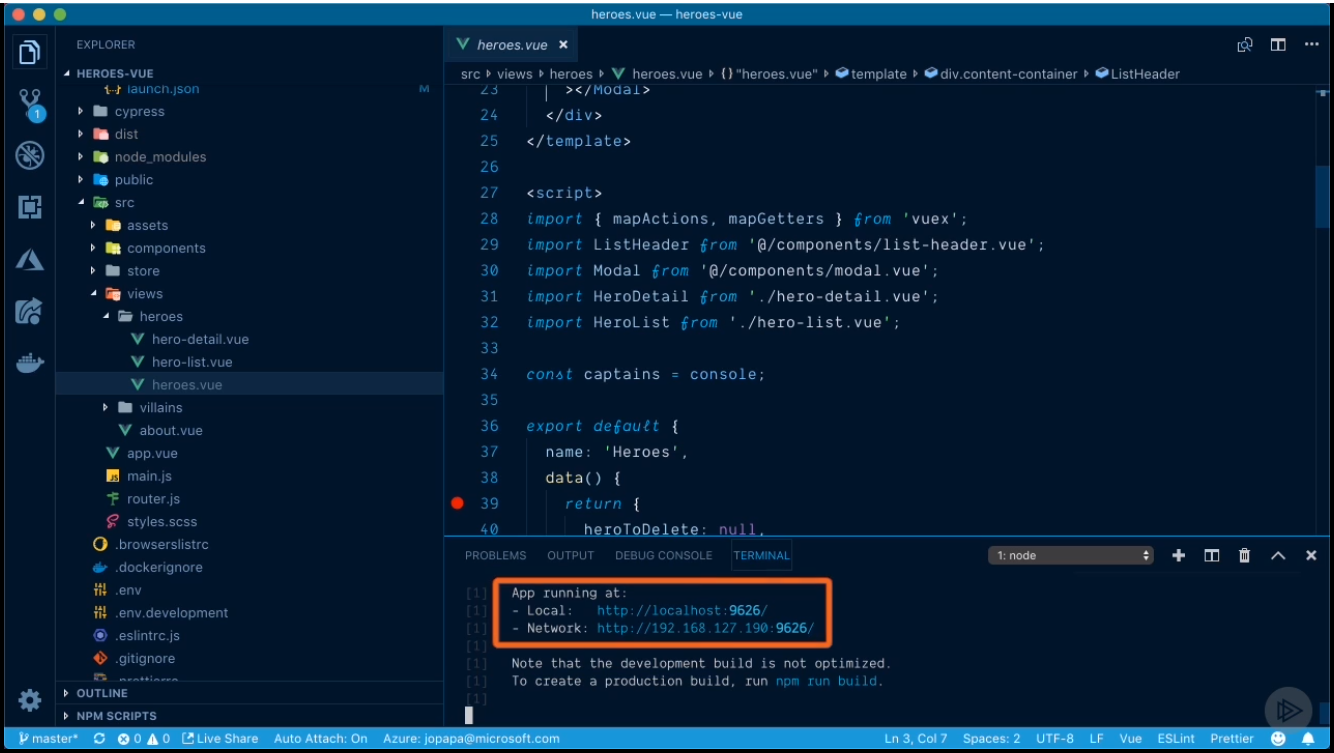 heroes.vue — heroes-vue
EXPLORER
HEROES-VUE
launch.json M
cypress
dist
node_modules
public
src
assets
components
store
views
heroes
hero-detail.vue
hero-list.vue
heroes.vue
villains
about.vue
app.vue
main.js
router.js
styles.scss
.browserslistrc
.dockerignore
.env
.env.development
.eslintrc.js
.gitignore
.prettierrc
OUTLINE
NPM SCRIPTS
1
heroes.vue ×
src views heroes heroes.vue {} "heroes.vue" template div.content-container ListHeader
23 ></Modal>
24 </div>
25 </template>
26
27 <script>
28 import { mapActions, mapGetters } from 'vuex';
29 import ListHeader from '@/components/list-header.vue';
30 import Modal from '@/components/modal.vue';
31 import HeroDetail from './hero-detail.vue';
32 import HeroList from './hero-list.vue';
33
34 const captains = console;
35
36 export default {
37 name: 'Heroes',
38 data() {
39 return {
40 heroToDelete: null,
PROBLEMS OUTPUT DEBUG CONSOLE TERMINAL 1: node
[1] App running at:
[1] - Local: http://localhost:9626/
[1] - Network: http://192.168.127.190:9626/
[1]
[1] Note that the development build is not optimized.
[1] To create a production build, run npm run build.
[1]
master* 0 0 Live Share Auto Attach: On Azure: jopapa@microsoft.com Ln 3, Col 7 Spaces: 2 UTF-8 LF Vue ESLint Prettier